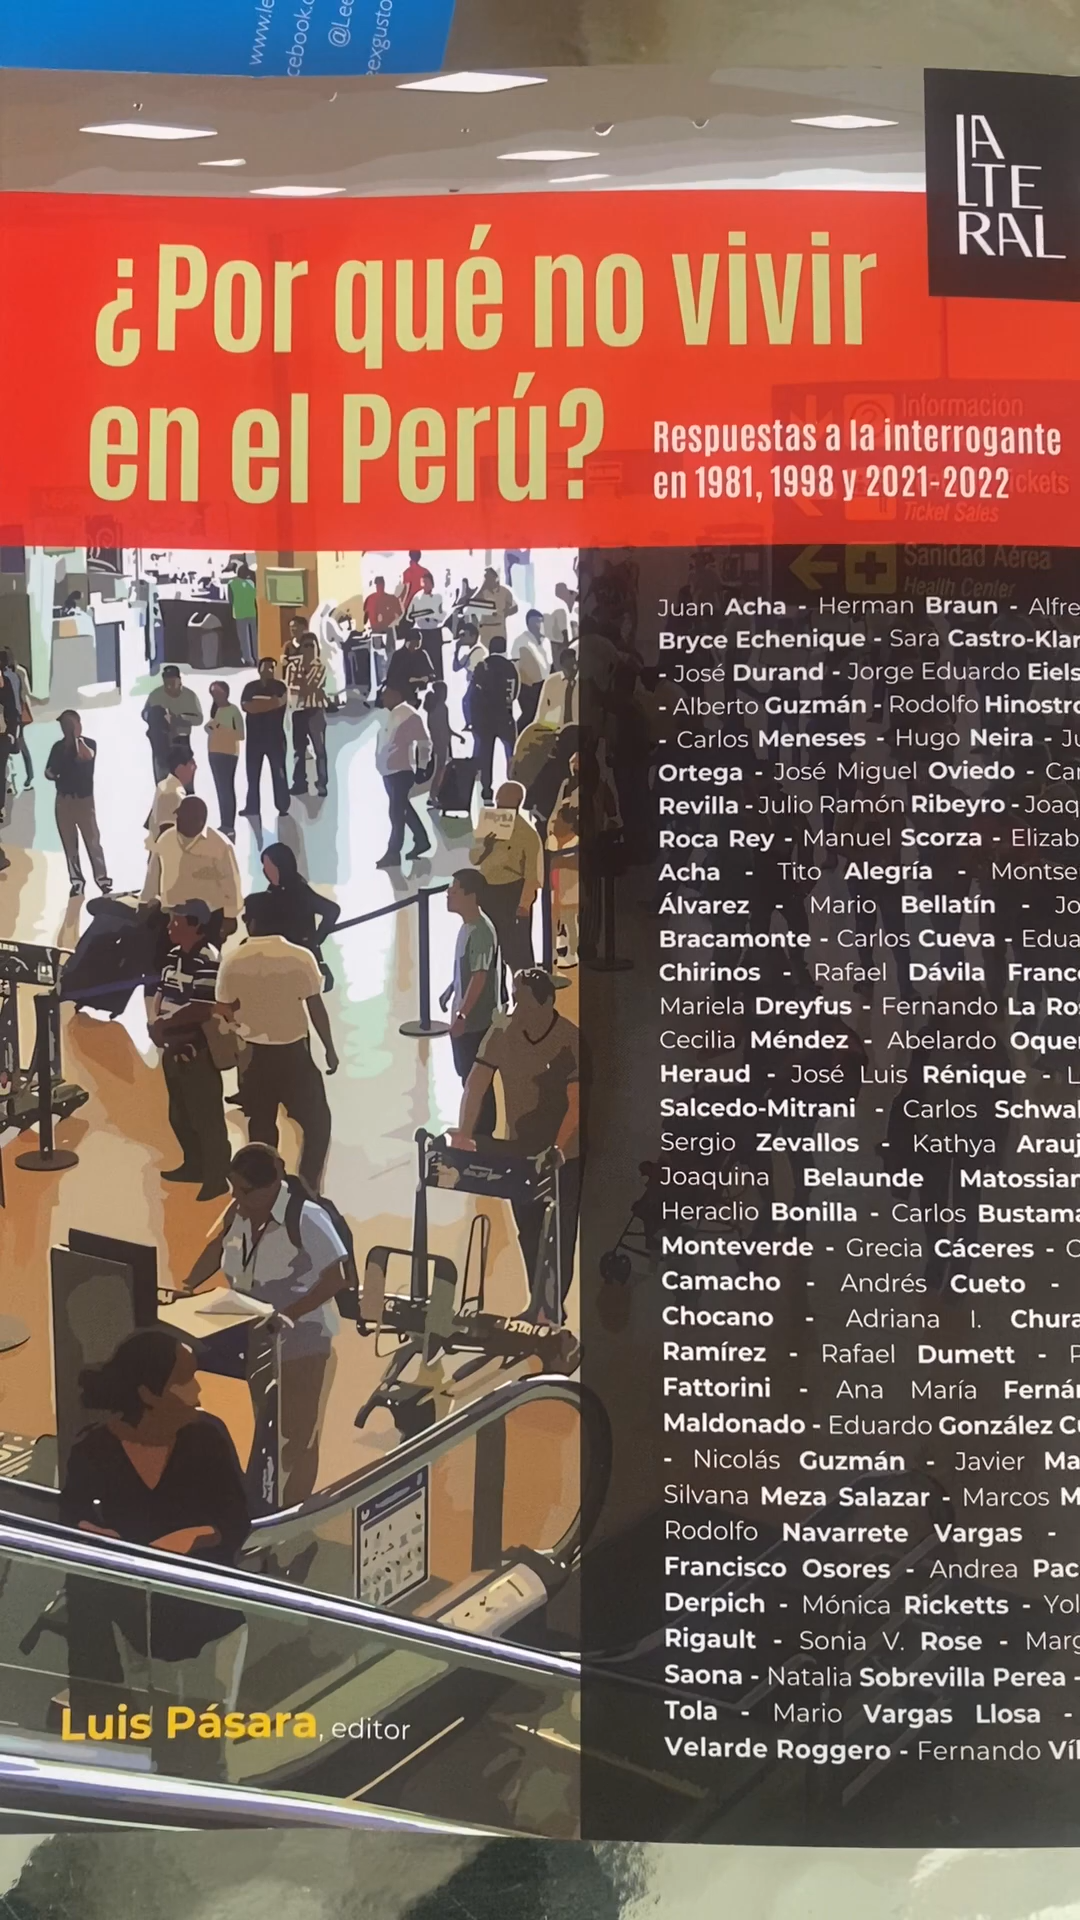 www.le
cebook.c
@Lee
eexgusto
LATERAL
¿Por qué no vivir
en el Perú?
Respuestas a la interrogante
en 1981, 1998 y 2021-2022
Información
Tickets
Ticket Sales
Sanidad Aérea
Health Center
Juan Acha - Herman Braun - Alfre
Bryce Echenique - Sara Castro-Klar
- José Durand - Jorge Eduardo Eiels
- Alberto Guzmán - Rodolfo Hinostro
- Carlos Meneses - Hugo Neira - Ju
Ortega - José Miguel Oviedo - Car
Revilla - Julio Ramón Ribeyro - Joaq
Roca Rey - Manuel Scorza - Elizab
Acha - Tito Alegría - Montse
Álvarez - Mario Bellatín - Jo
Bracamonte - Carlos Cueva - Edua
Chirinos - Rafael Dávila Franco
Mariela Dreyfus - Fernando La Ro
Cecilia Méndez - Abelardo Oque
Heraud - José Luis Rénique - L
Salcedo-Mitrani - Carlos Schwal
Sergio Zevallos - Kathya Arauj
Joaquina Belaunde Matossian
Heraclio Bonilla - Carlos Bustama
Monteverde - Grecia Cáceres - C
Camacho - Andrés Cueto -
Chocano - Adriana I. Chura
Ramírez - Rafael Dumett - P
Fattorini - Ana María Fernán
Maldonado - Eduardo González Cu
- Nicolás Guzmán - Javier Ma
Silvana Meza Salazar - Marcos M
Rodolfo Navarrete Vargas -
Francisco Osores - Andrea Pac
Derpich - Mónica Ricketts - Yol
Rigault - Sonia V. Rose - Marg
Saona - Natalia Sobrevilla Perea -
Tola - Mario Vargas Llosa -
Velarde Roggero - Fernando Víl
Luis Pásara, editor